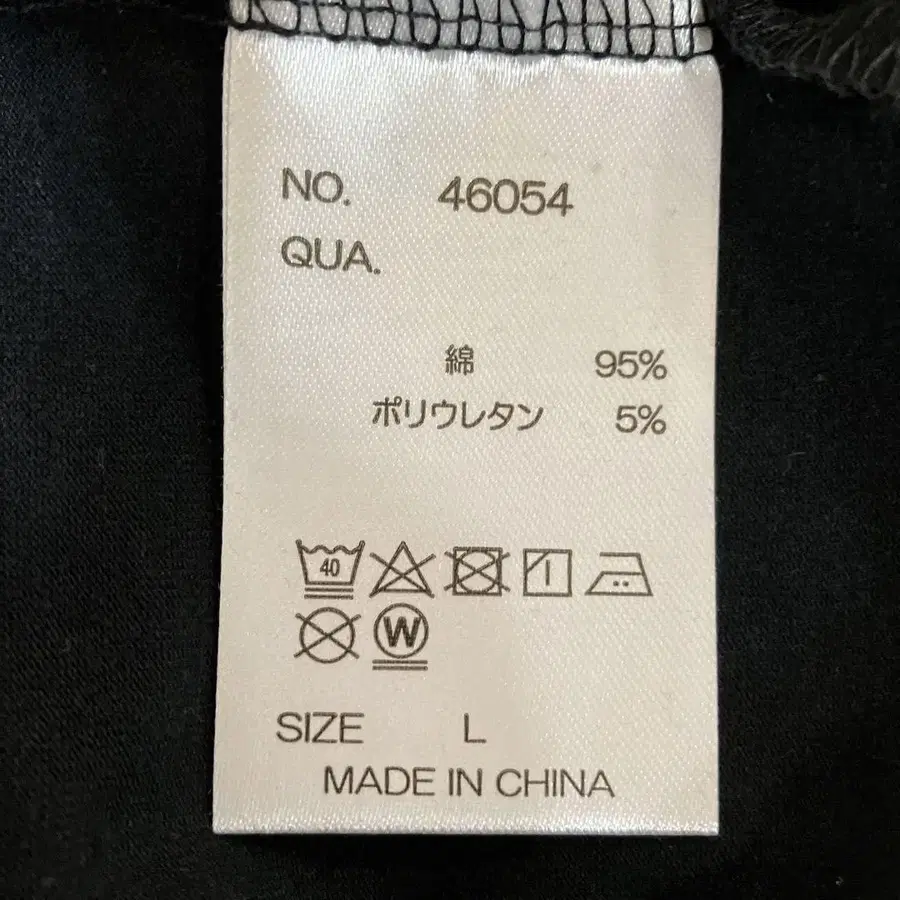 NO. 46054
QUA.
綿 95%
ポリウレタン 5%
40
W
SIZE L
MADE IN CHINA